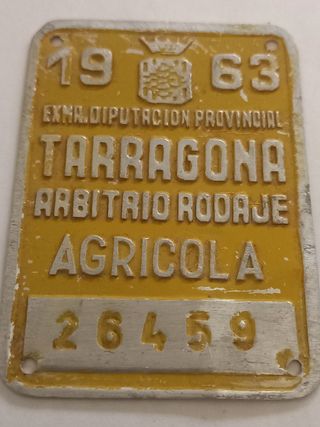 19 63
EXMA. DIPUTACION PROVINCIAL
TARRAGONA
ARBITRIO RODAJE
AGRICOLA
26459